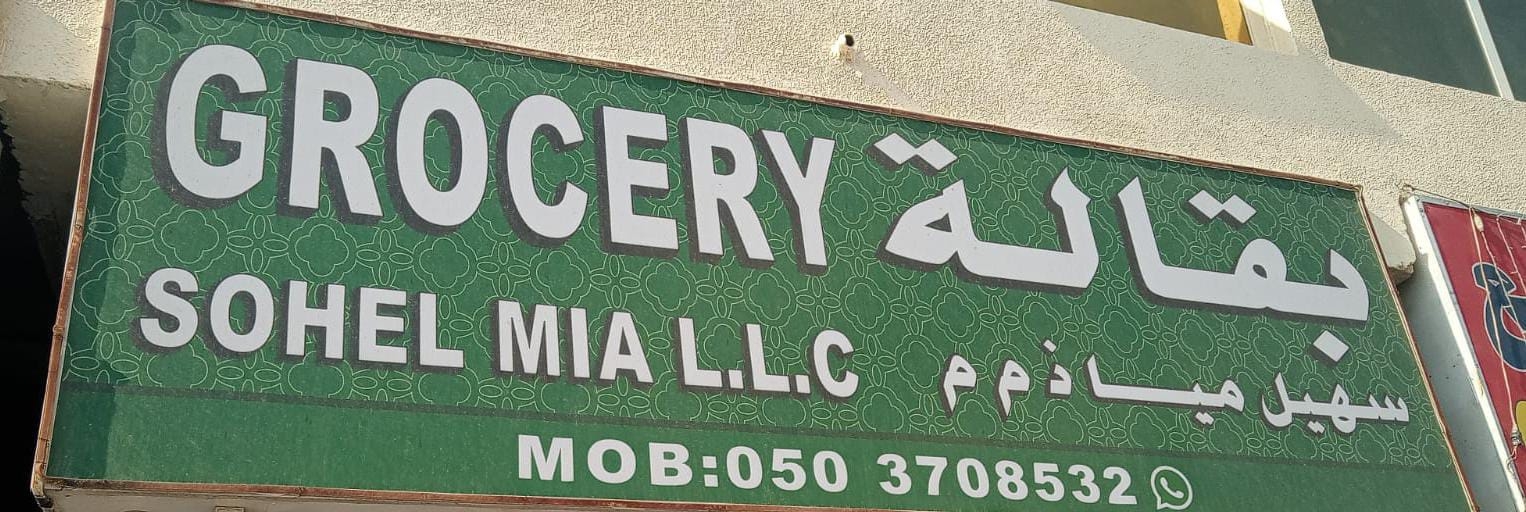 GROCERY بقالة
SOHEL MIA L.L.C سهيل ميا ذ م م
MOB:050 3708532